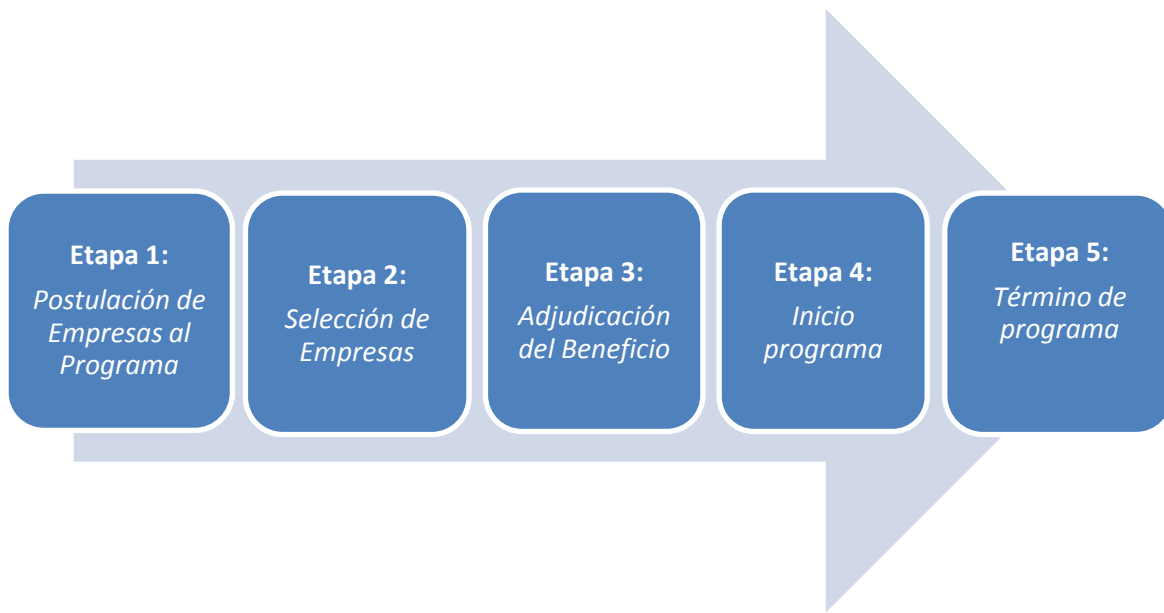 Etapa 1:
Postulación de
Empresas al
Programa
Etapa 2:
Selección de
Empresas
Etapa 3:
Adjudicación
del Beneficio
Etapa 4:
Inicio
programa
Etapa 5:
Término de
programa